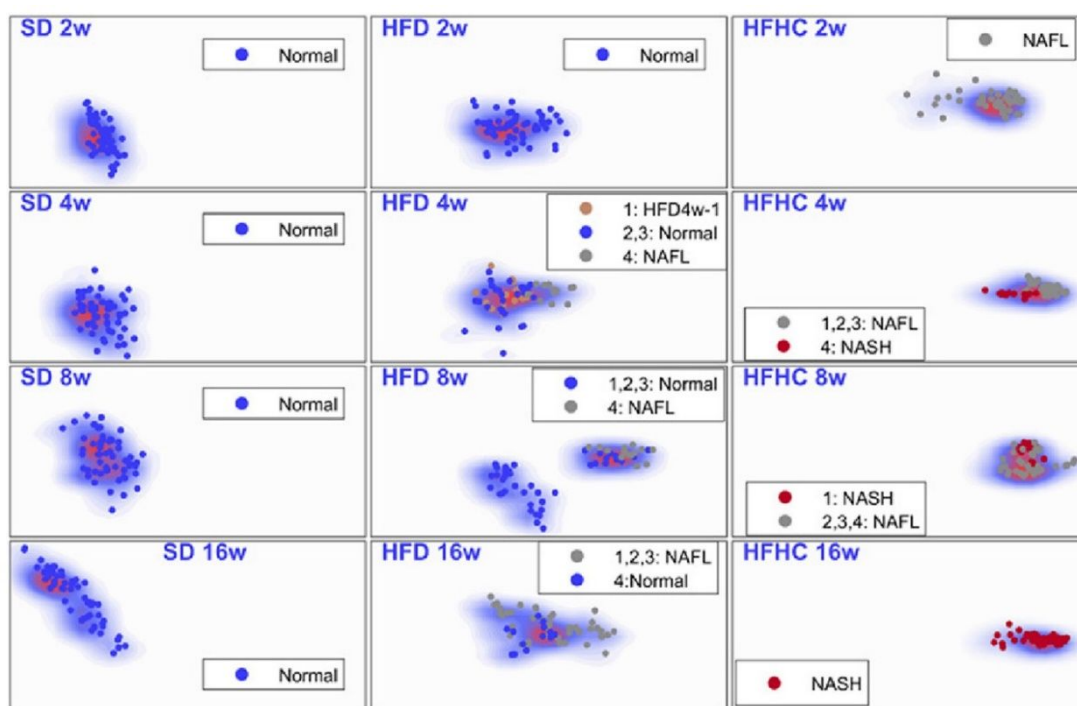 SD 2w
Normal
HFD 2w
Normal
HFHC 2w
NAFL
SD 4w
Normal
HFD 4w
1: HFD4w-1
2,3: Normal
4: NAFL
HFHC 4w
1,2,3: NAFL
4: NASH
SD 8w
Normal
HFD 8w
1,2,3: Normal
4: NAFL
HFHC 8w
1: NASH
2,3,4: NAFL
SD 16w
Normal
HFD 16w
1,2,3: NAFL
4:Normal
HFHC 16w
NASH